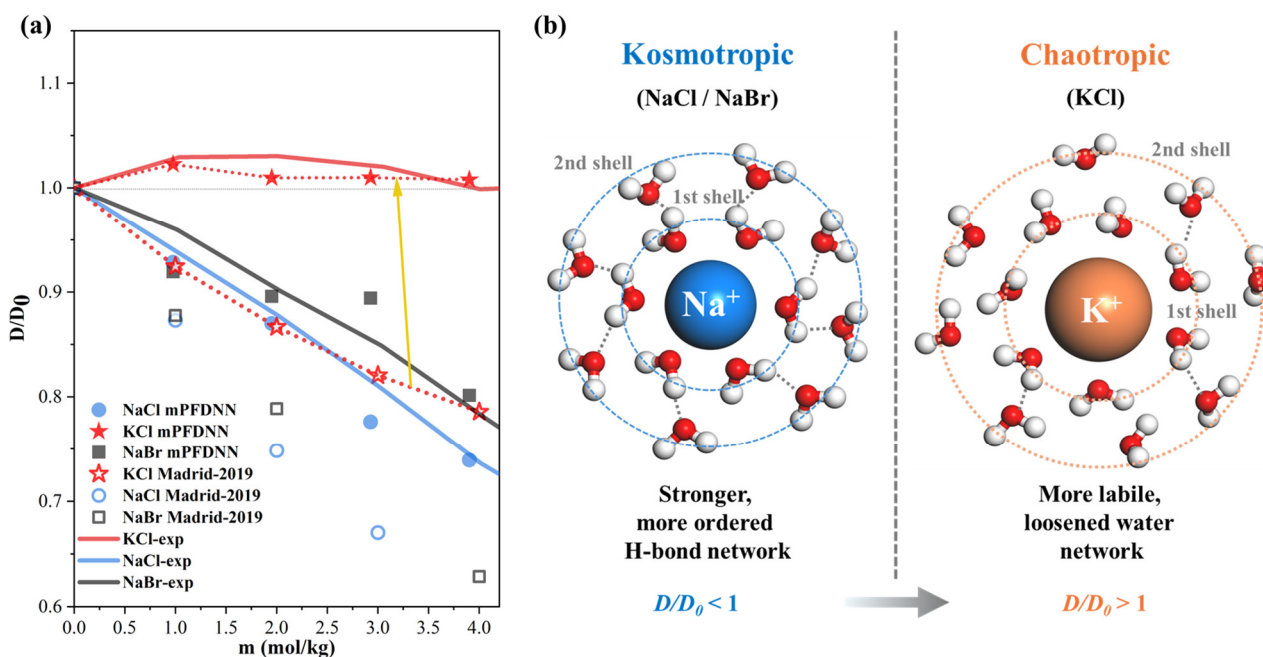 (a)
D/D0
1.1
1.0
0.9
0.8
0.7
0.6
NaCl mPFDNN
KCl mPFDNN
NaBr mPFDNN
KCl Madrid-2019
NaCl Madrid-2019
NaBr Madrid-2019
KCl-exp
NaCl-exp
NaBr-exp
0.0 0.5 1.0 1.5 2.0 2.5 3.0 3.5 4.0
m (mol/kg)
(b)
Kosmotropic
(NaCl / NaBr)
2nd shell
1st shell
Na+
Stronger,
more ordered
H-bond network
D/D0 < 1
Chaotropic
(KCl)
2nd shell
K+
1st shell
More labile,
loosened water
network
D/D0 > 1